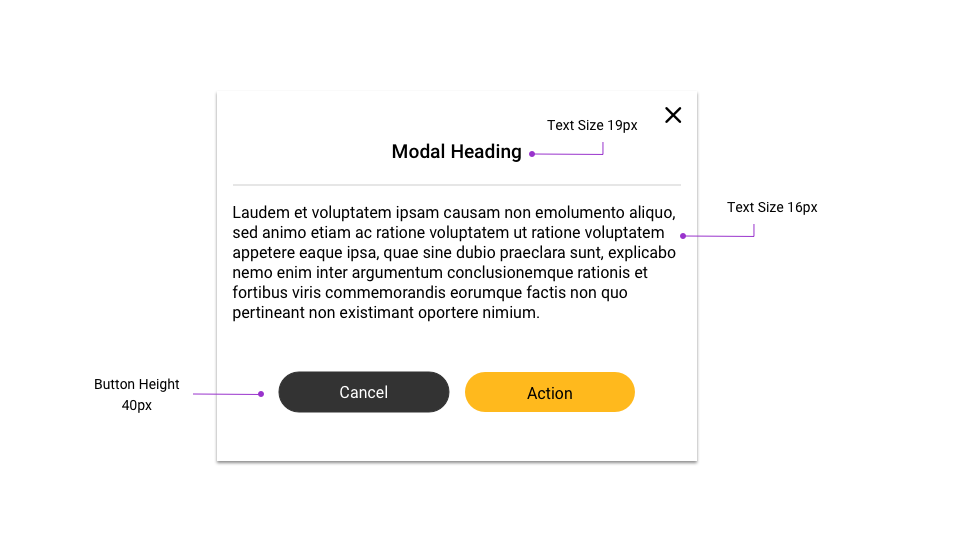 Text Size 19px
Modal Heading
Text Size 16px
Laudem et voluptatem ipsam causam non emolumento aliquo,
sed animo etiam ac ratione voluptatem ut ratione voluptatem
appetere eaque ipsa, quae sine dubio praeclara sunt, explicabo
nemo enim inter argumentum conclusionemque rationis et
fortibus viris commemorandis eorumque factis non quo
pertineant non existimant oportere nimium.
Button Height
40px
Cancel
Action